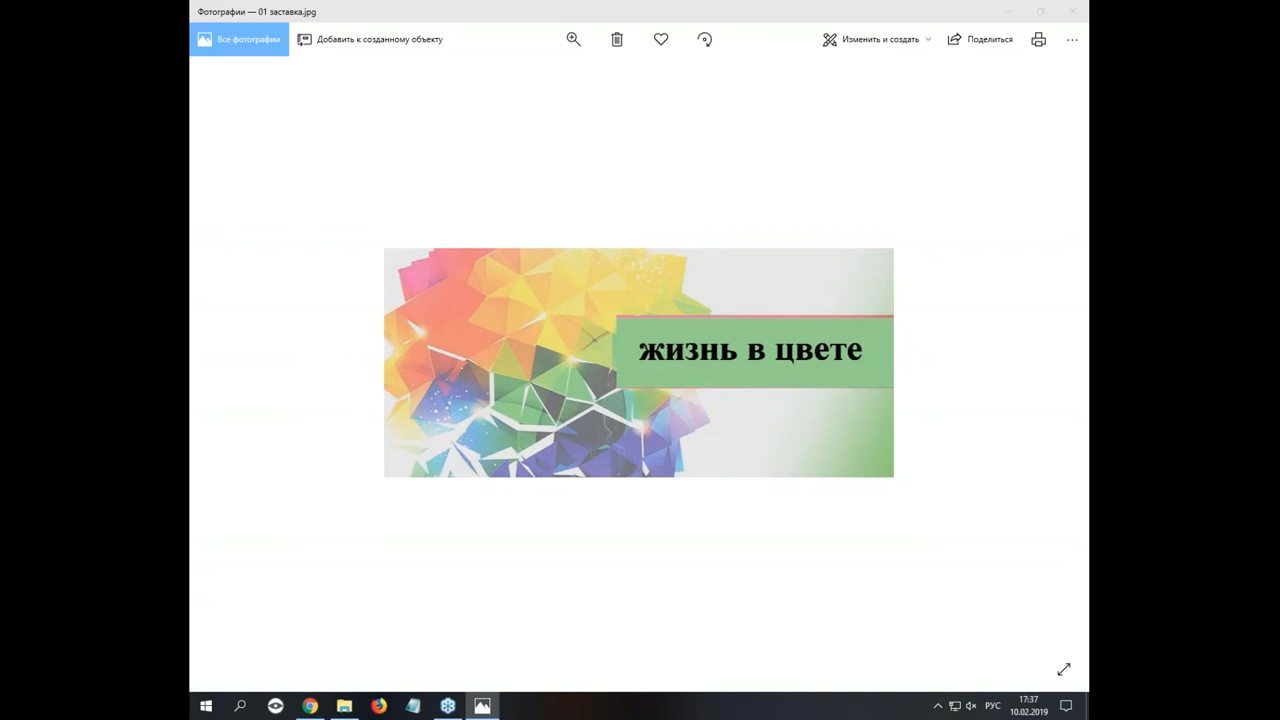 Фотографии — 01 заставка.jpg
Все фотографии
Добавить к созданному объекту
Изменить и создать
Поделиться
жизнь в цвете
РУС
17:37
10.02.2019